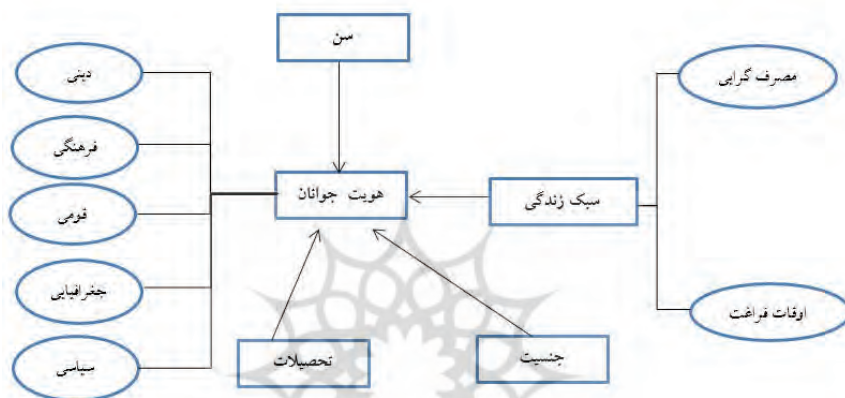 سن
مصرف گرایی
دینی
فرهنگی
هویت جوانان
سبک زندگی
قومی
جغرافیایی
اوقات فراغت
جنسیت
تحصیلات
سیاسی